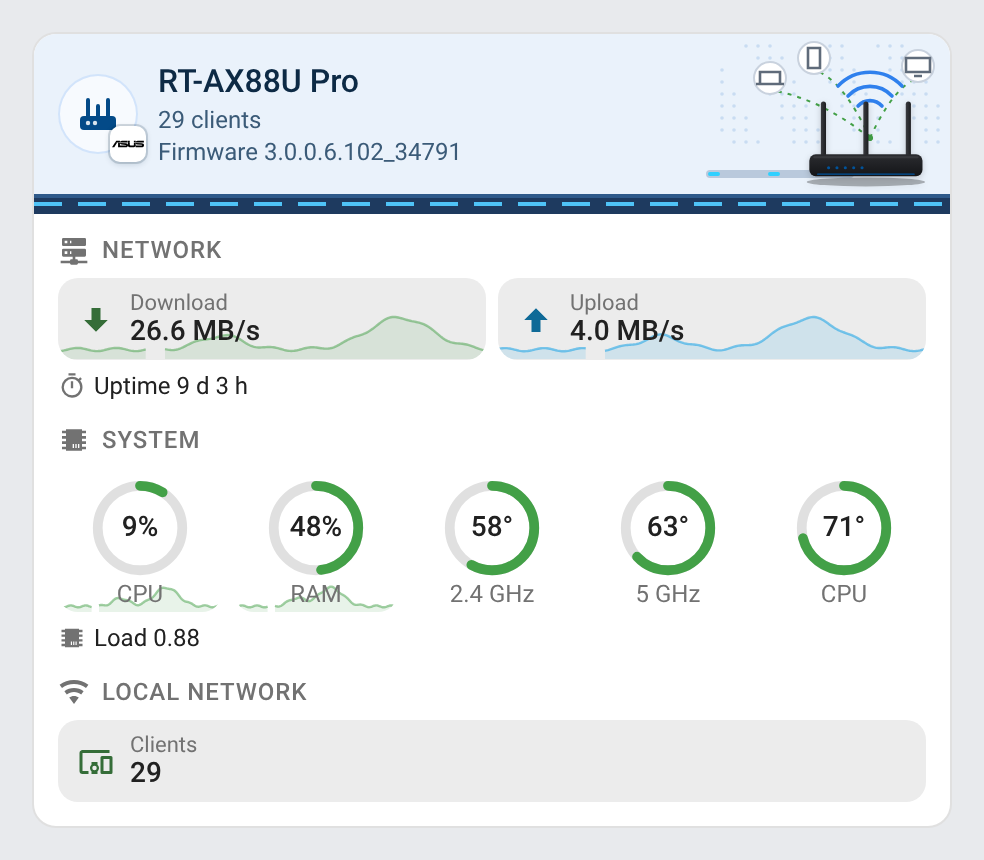 RT-AX88U Pro
29 clients
ASUS
Firmware 3.0.0.6.102_34791
NETWORK
Download
26.6 MB/s
Upload
4.0 MB/s
Uptime 9 d 3 h
SYSTEM
9%
48%
58°
63°
71°
CPU
RAM
2.4 GHz
5 GHz
CPU
Load 0.88
LOCAL NETWORK
Clients
29